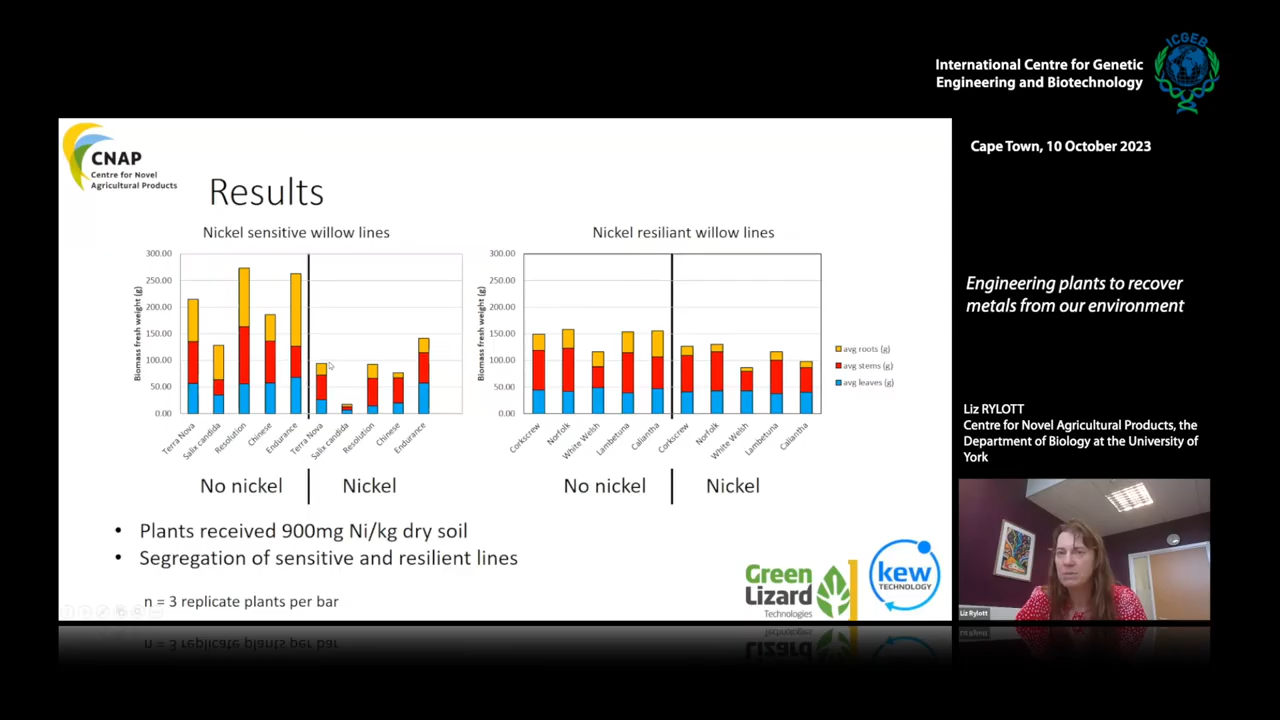 ICGEB
International Centre for Genetic
Engineering and Biotechnology
Cape Town, 10 October 2023
CNAP
Centre for Novel
Agricultural Products
Results
Nickel sensitive willow lines
Biomass fresh weight (g)
300.00
250.00
200.00
150.00
100.00
50.00
0.00
Terra Nova
Salix candida
Resolution
Chinese
Endurance
Terra Nova
Salix candida
Resolution
Chinese
Endurance
No nickel
Nickel
Nickel resiliant willow lines
Biomass fresh weight (g)
300.00
250.00
200.00
150.00
100.00
50.00
0.00
Corkscrew
Norfolk
White Welsh
Lambetuna
Caliantha
Corkscrew
Norfolk
White Welsh
Lambetuna
Caliantha
avg roots (g)
avg stems (g)
avg leaves (g)
No nickel
Nickel
• Plants received 900mg Ni/kg dry soil
• Segregation of sensitive and resilient lines
n = 3 replicate plants per bar
Green
Lizard
Technologies
kew
TECHNOLOGY
Engineering plants to recover
metals from our environment
Liz RYLOTT
Centre for Novel Agricultural Products, the
Department of Biology at the University of
York
Liz Rylott